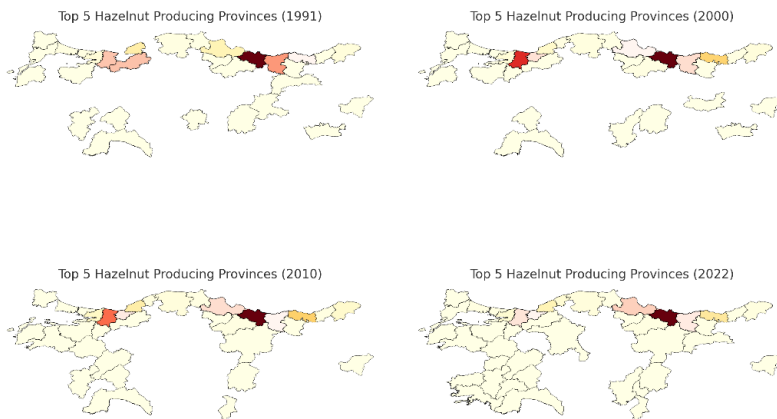 Top 5 Hazelnut Producing Provinces (1991)
Top 5 Hazelnut Producing Provinces (2000)
Top 5 Hazelnut Producing Provinces (2010)
Top 5 Hazelnut Producing Provinces (2022)